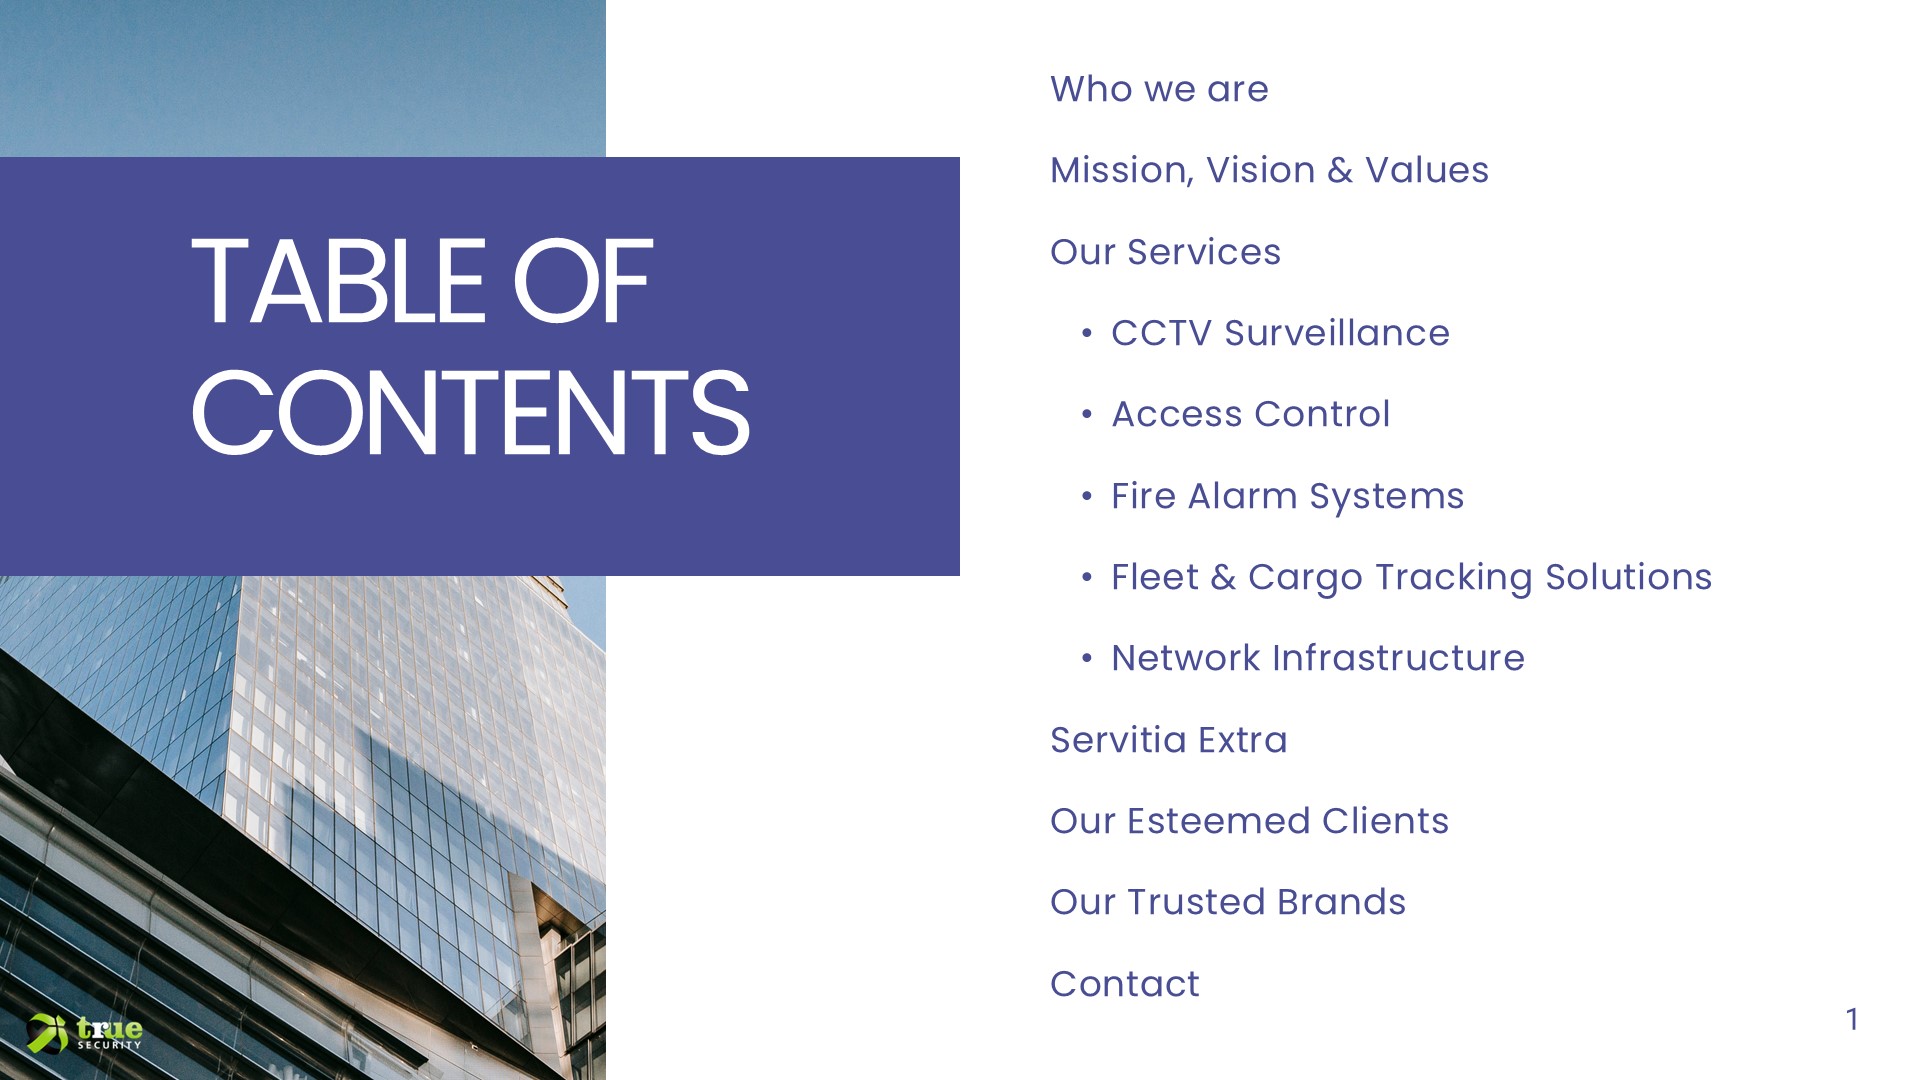 TABLE OF
CONTENTS
Who we are
Mission, Vision & Values
Our Services
• CCTV Surveillance
• Access Control
• Fire Alarm Systems
• Fleet & Cargo Tracking Solutions
• Network Infrastructure
Servitia Extra
Our Esteemed Clients
Our Trusted Brands
Contact
true
SECURITY
1